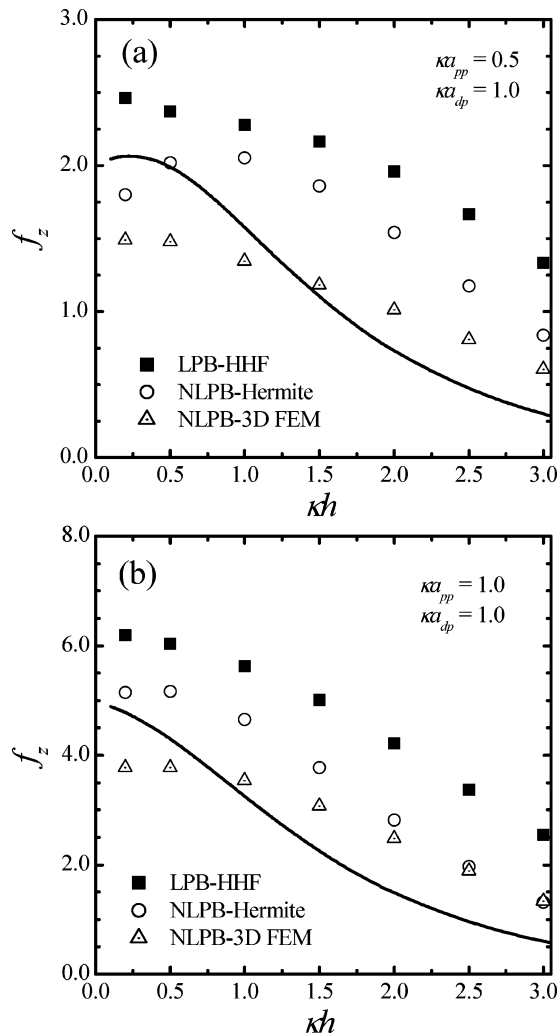 3.0
(a)
κa_pp = 0.5
κa_dp = 1.0
2.0
f_z
1.0
LPB-HHF
NLPB-Hermite
NLPB-3D FEM
0.0
0.0 0.5 1.0 1.5 2.0 2.5 3.0
κh
8.0
(b)
κa_pp = 1.0
κa_dp = 1.0
6.0
f_z
4.0
2.0
LPB-HHF
NLPB-Hermite
NLPB-3D FEM
0.0
0.0 0.5 1.0 1.5 2.0 2.5 3.0
κh